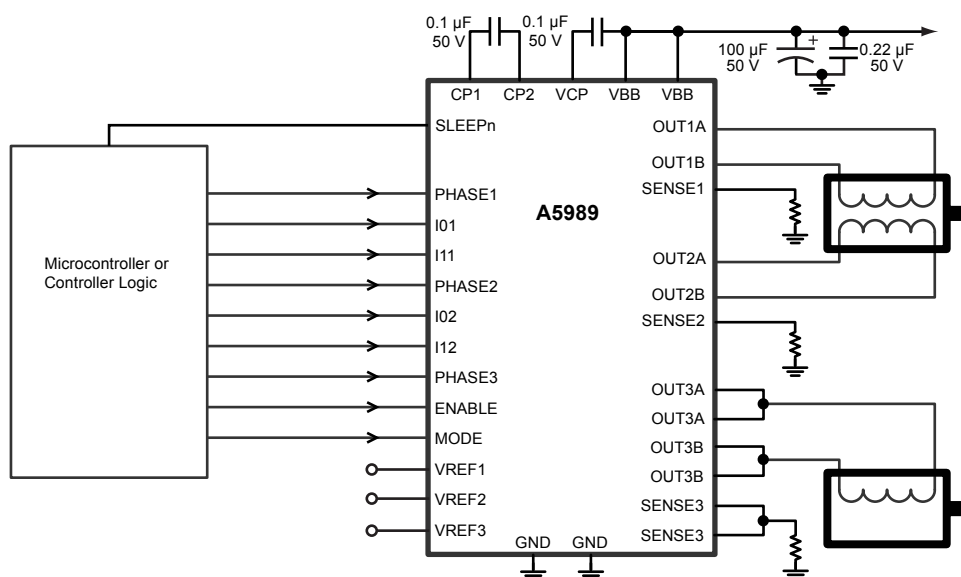 0.1 µF
50 V
0.1 µF
50 V
100 µF
50 V
+
0.22 µF
50 V
CP1
CP2
VCP
VBB
VBB
SLEEPn
OUT1A
OUT1B
SENSE1
PHASE1
A5989
I01
I11
Microcontroller or
Controller Logic
OUT2A
PHASE2
OUT2B
I02
SENSE2
I12
PHASE3
OUT3A
ENABLE
OUT3A
MODE
OUT3B
VREF1
OUT3B
VREF2
SENSE3
VREF3
GND
GND
SENSE3